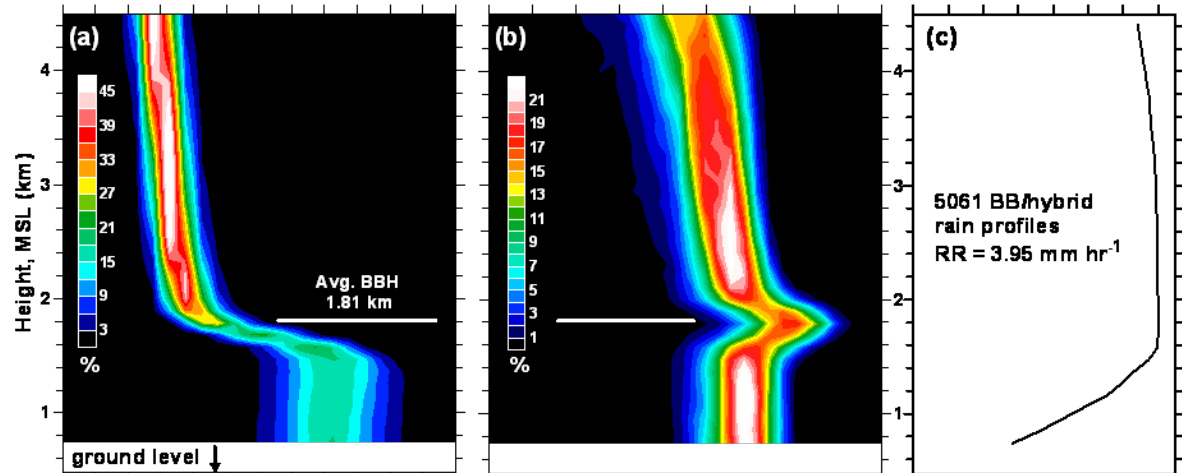 (a)
(b)
(c)
Height, MSL (km)
4
3
2
1
45
39
33
27
21
15
9
3
%
Avg. BBH
1.81 km
ground level
21
19
17
15
13
11
9
7
5
3
1
%
4
3
2
1
5061 BB/hybrid
rain profiles
RR = 3.95 mm hr⁻¹